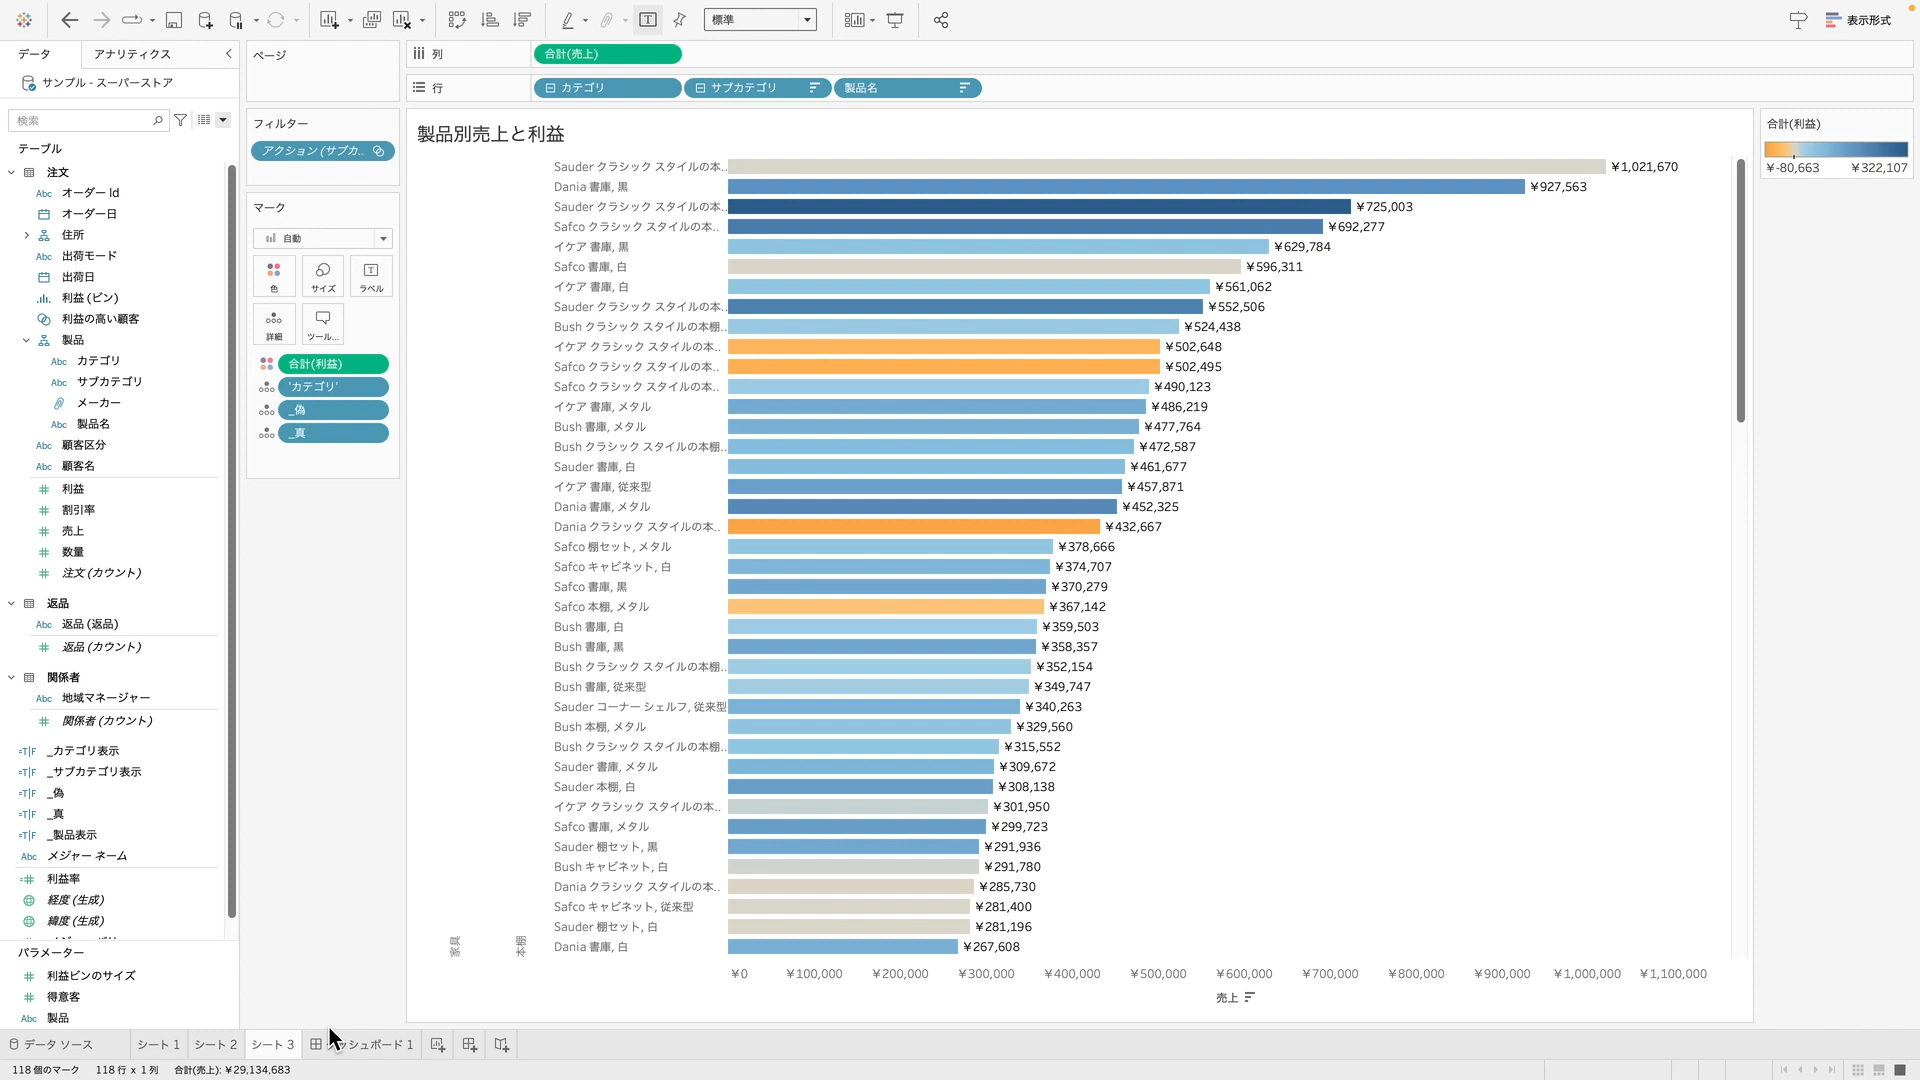 標準
表示形式
データ
アナリティクス
サンプル - スーパーストア
検索
テーブル
注文
Abc オーダー Id
オーダー日
住所
Abc 出荷モード
出荷日
利益 (ビン)
利益の高い顧客
製品
Abc カテゴリ
Abc サブカテゴリ
メーカー
Abc 製品名
Abc 顧客区分
Abc 顧客名
利益
割引率
売上
数量
注文 (カウント)
返品
Abc 返品 (返品)
返品 (カウント)
関係者
Abc 地域マネージャー
関係者 (カウント)
=T|F _カテゴリ表示
=T|F _サブカテゴリ表示
=T|F _偽
=T|F _真
=T|F _製品表示
Abc メジャー ネーム
利益率
経度 (生成)
緯度 (生成)
パラメーター
利益ビンのサイズ
得意客
Abc 製品
ページ
フィルター
アクション (サブカ..
マーク
自動
色
サイズ
ラベル
詳細
ツール...
合計(利益)
'カテゴリ'
_偽
_真
列
合計(売上)
行
カテゴリ
サブカテゴリ
製品名
製品別売上と利益
Sauder クラシック スタイルの本.. ¥1,021,670
Dania 書庫, 黒 ¥927,563
Sauder クラシック スタイルの本.. ¥725,003
Safco クラシック スタイルの本.. ¥692,277
イケア 書庫, 黒 ¥629,784
Safco 書庫, 白 ¥596,311
イケア 書庫, 白 ¥561,062
Sauder クラシック スタイルの本.. ¥552,506
Bush クラシック スタイルの本棚.. ¥524,438
イケア クラシック スタイルの本.. ¥502,648
Safco クラシック スタイルの本.. ¥502,495
Safco クラシック スタイルの本.. ¥490,123
イケア 書庫, メタル ¥486,219
Bush 書庫, メタル ¥477,764
Bush クラシック スタイルの本棚.. ¥472,587
Sauder 書庫, 白 ¥461,677
イケア 書庫, 従来型 ¥457,871
Dania 書庫, メタル ¥452,325
Dania クラシック スタイルの本.. ¥432,667
Safco 棚セット, メタル ¥378,666
Safco キャビネット, 白 ¥374,707
Safco 書庫, 黒 ¥370,279
Safco 本棚, メタル ¥367,142
Bush 書庫, 白 ¥359,503
Bush 書庫, 黒 ¥358,357
Bush クラシック スタイルの本棚.. ¥352,154
Bush 書庫, 従来型 ¥349,747
Sauder コーナー シェルフ, 従来型 ¥340,263
Bush 本棚, メタル ¥329,560
Bush クラシック スタイルの本棚.. ¥315,552
Sauder 書庫, メタル ¥309,672
Sauder 本棚, 白 ¥308,138
イケア クラシック スタイルの本.. ¥301,950
Safco 書庫, メタル ¥299,723
Sauder 棚セット, 黒 ¥291,936
Bush キャビネット, 白 ¥291,780
Dania クラシック スタイルの本.. ¥285,730
Safco キャビネット, 従来型 ¥281,400
Sauder 棚セット, 白 ¥281,196
Dania 書庫, 白 ¥267,608
家具
本棚
¥0 ¥100,000 ¥200,000 ¥300,000 ¥400,000 ¥500,000 ¥600,000 ¥700,000 ¥800,000 ¥900,000 ¥1,000,000 ¥1,100,000
売上
合計(利益)
¥-80,663 ¥322,107
データ ソース
シート 1
シート 2
シート 3
ッシュボード 1
118 個のマーク 118 行 x 1 列 合計(売上): ¥29,134,683